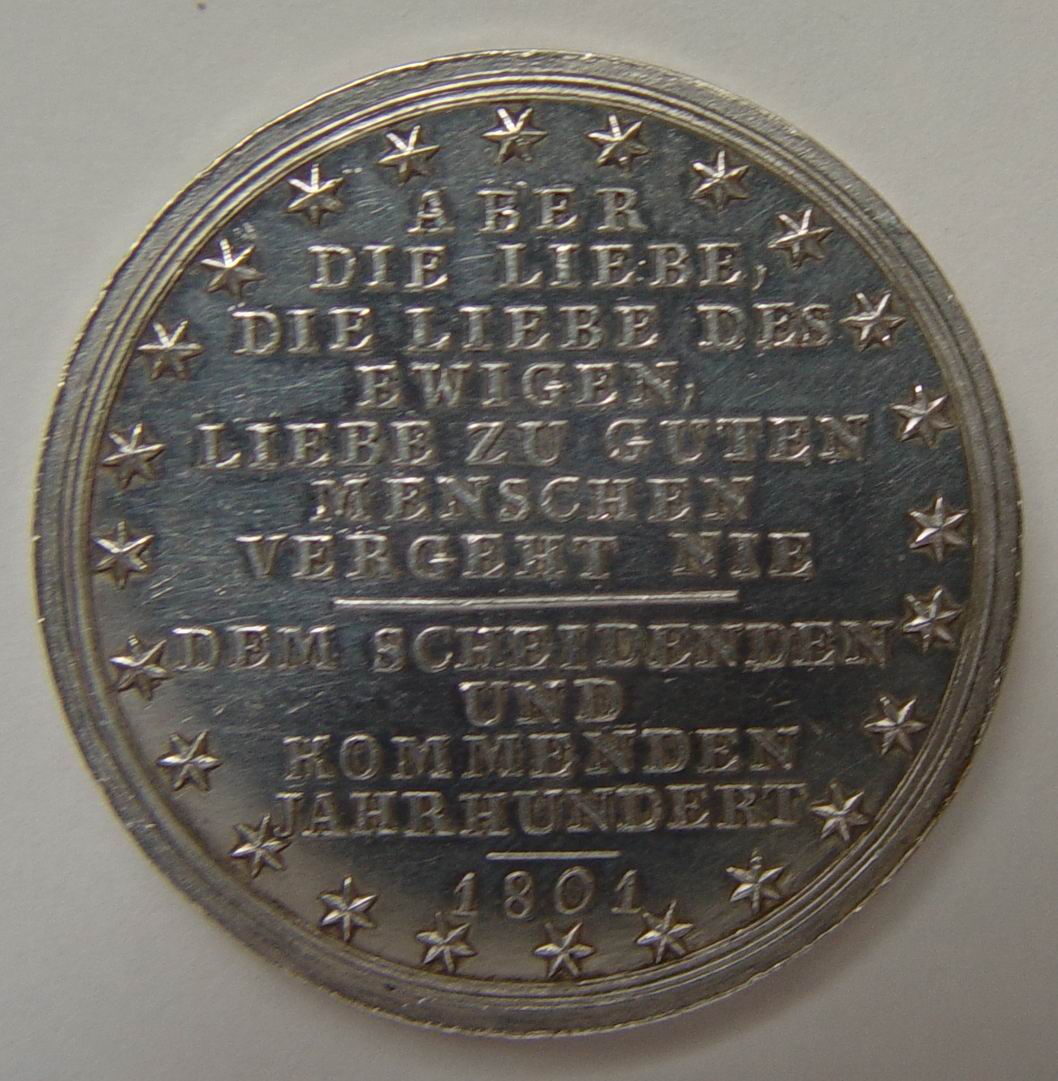 ABER
DIE LIEBE,
DIE LIEBE DES
EWIGEN,
LIEBE ZU GUTEN
MENSCHEN
VERGEHT NIE
DEM SCHEIDENDEN
UND
KOMMENDEN
JAHRHUNDERT
1801